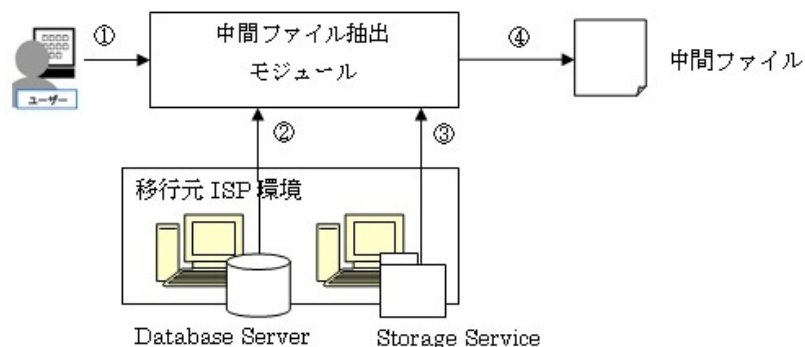 ①
中間ファイル抽出
モジュール
④
中間ファイル
ユーザー
②
③
移行元 ISP 環境
Database Server
Storage Service